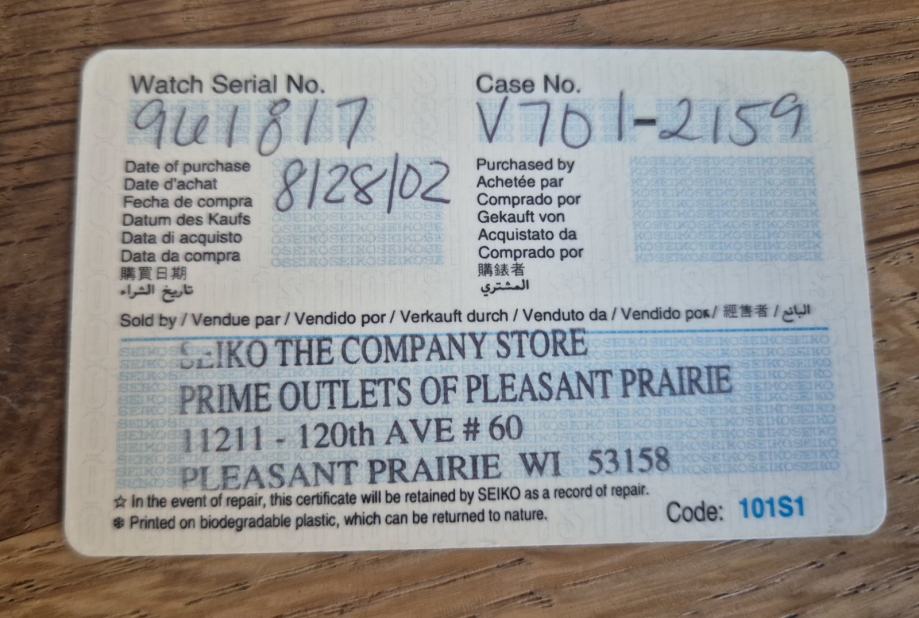 Watch Serial No.
961817
Case No.
V701-2159
Date of purchase
Date d'achat
Fecha de compra
Datum des Kaufs
Data di acquisto
Data da compra
購買日期
تاريخ الشراء
8/28/02
Purchased by
Achetée par
Comprado por
Gekauft von
Acquistato da
Comprado por
購錶者
المشتري
Sold by / Vendue par / Vendido por / Verkauft durch / Venduto da / Vendido por / 經售者 / البائع
SEIKO THE COMPANY STORE
PRIME OUTLETS OF PLEASANT PRAIRIE
11211 - 120th AVE # 60
PLEASANT PRAIRIE WI 53158
☆ In the event of repair, this certificate will be retained by SEIKO as a record of repair.
❄ Printed on biodegradable plastic, which can be returned to nature.
Code: 101S1